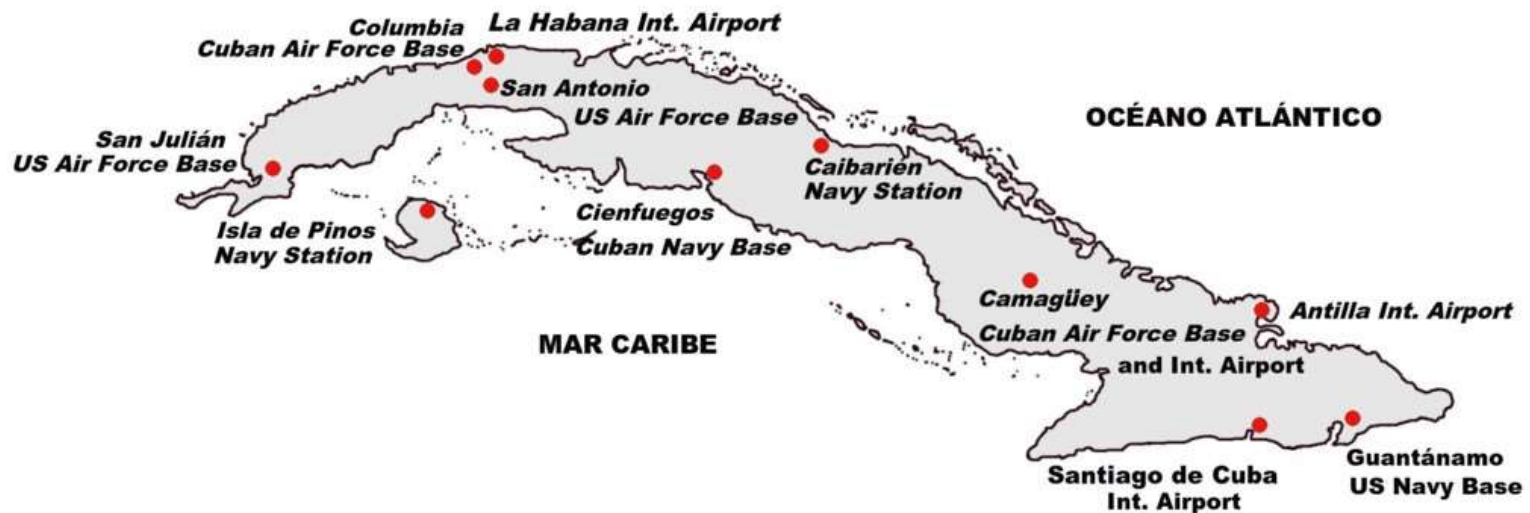 Columbia
Cuban Air Force Base
La Habana Int. Airport
San Antonio
US Air Force Base
OCÉANO ATLÁNTICO
San Julián
US Air Force Base
Caibarién
Navy Station
Isla de Pinos
Navy Station
Cienfuegos
Cuban Navy Base
Camagüey
Cuban Air Force Base
and Int. Airport
Antilla Int. Airport
MAR CARIBE
Santiago de Cuba
Int. Airport
Guantánamo
US Navy Base